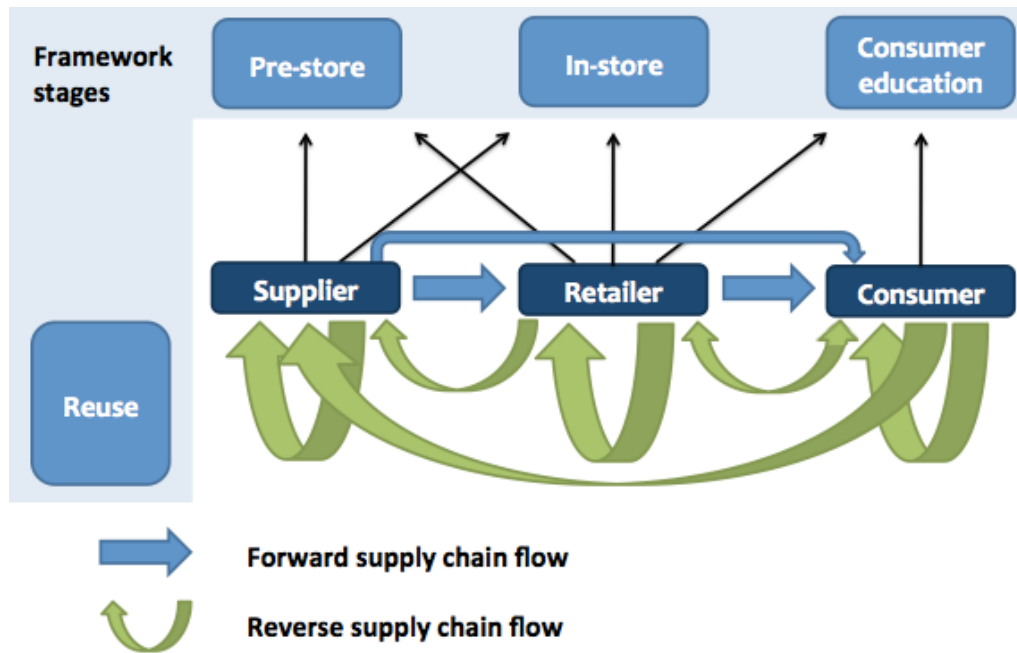 Framework
stages
Pre-store
In-store
Consumer
education
Supplier
Retailer
Consumer
Reuse
Forward supply chain flow
Reverse supply chain flow